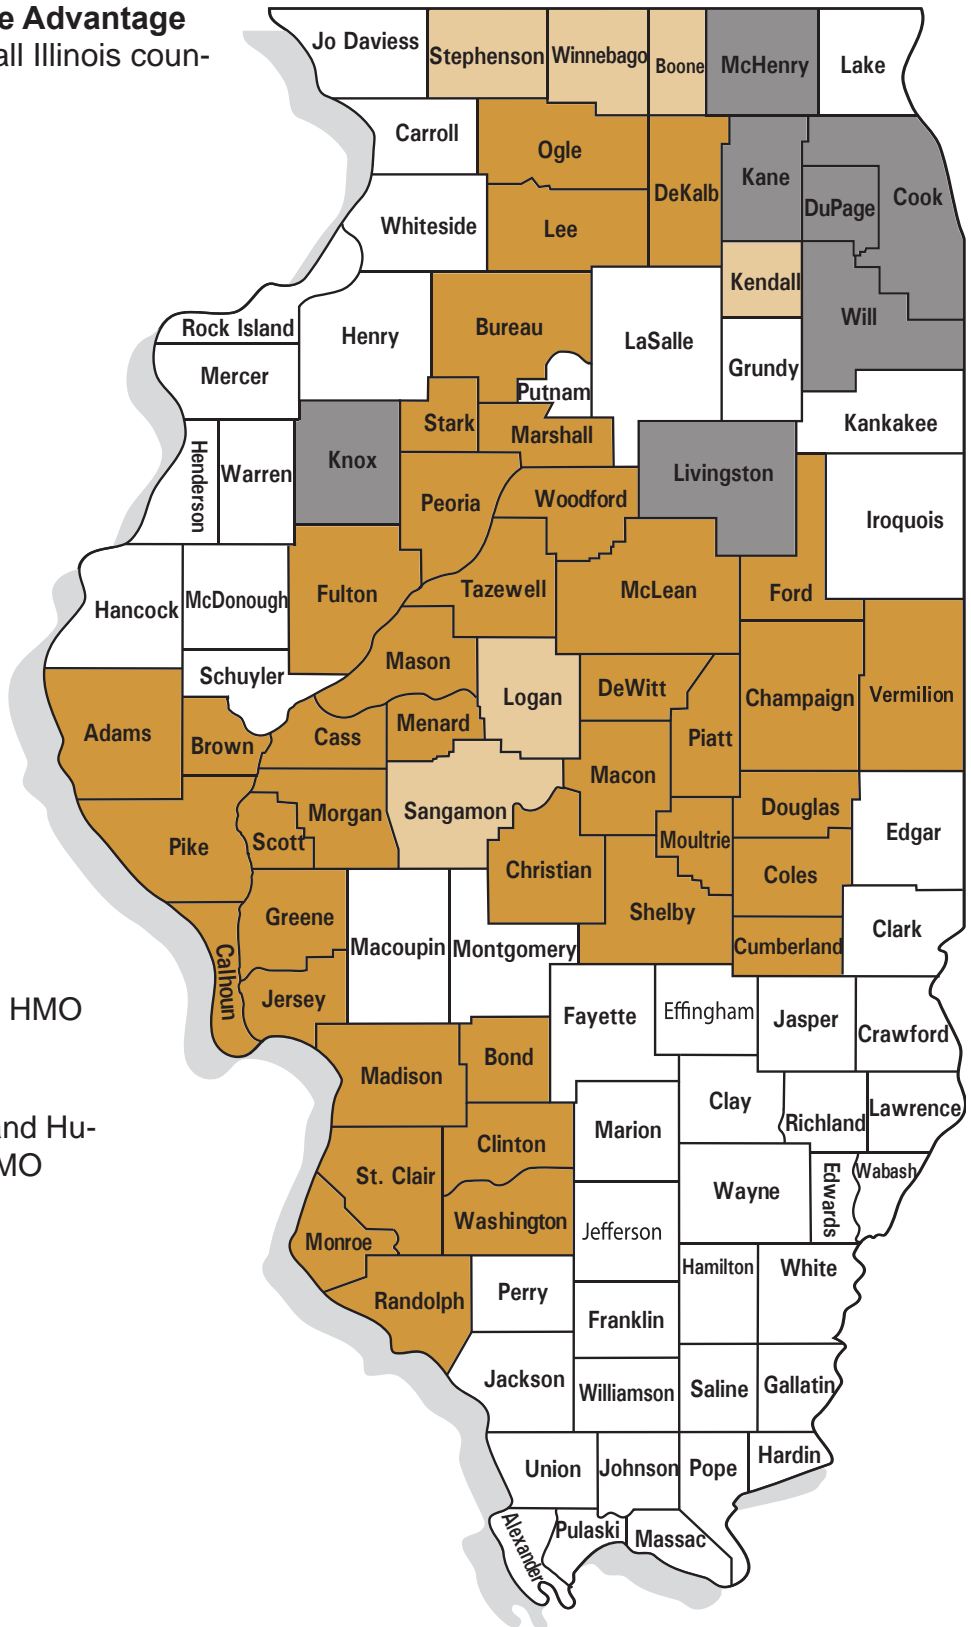 e Advantage
all Illinois coun-
Jo Daviess
Stephenson
Winnebago
Boone
McHenry
Lake
Carroll
Ogle
DeKalb
Kane
DuPage
Cook
Whiteside
Lee
Kendall
Will
Rock Island
Henry
Bureau
LaSalle
Grundy
Mercer
Putnam
Kankakee
Stark
Marshall
Henderson
Warren
Knox
Peoria
Woodford
Livingston
Iroquois
Hancock
McDonough
Fulton
Tazewell
McLean
Ford
Schuyler
Mason
Logan
DeWitt
Champaign
Vermilion
Adams
Brown
Cass
Menard
Piatt
Macon
Pike
Scott
Morgan
Sangamon
Christian
Moultrie
Douglas
Edgar
Coles
Greene
Shelby
Clark
Calhoun
Macoupin
Montgomery
Cumberland
HMO
Jersey
Fayette
Effingham
Jasper
Crawford
Madison
Bond
Clay
Richland
Lawrence
and Hu-
MO
Clinton
Marion
St. Clair
Wayne
Edwards
Wabash
Monroe
Washington
Jefferson
Hamilton
White
Randolph
Perry
Franklin
Jackson
Williamson
Saline
Gallatin
Union
Johnson
Pope
Hardin
Alexander
Pulaski
Massac